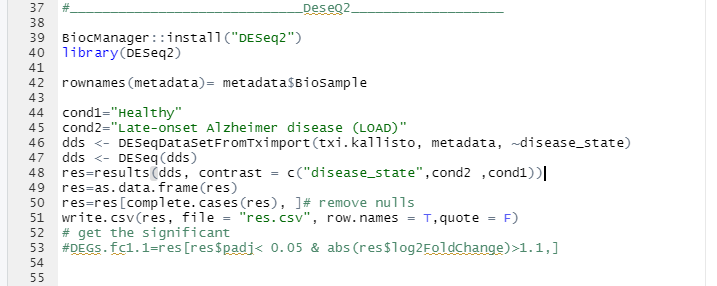 37 #______________________________DeseQ2____________________
38
39 BiocManager::install("DESeq2")
40 library(DESeq2)
41
42 rownames(metadata)= metadata$BioSample
43
44 cond1="Healthy"
45 cond2="Late-onset Alzheimer disease (LOAD)"
46 dds <- DESeqDataSetFromTximport(txi.kallisto, metadata, ~disease_state)
47 dds <- DESeq(dds)
48 res=results(dds, contrast = c("disease_state",cond2 ,cond1))
49 res=as.data.frame(res)
50 res=res[complete.cases(res), ]# remove nulls
51 write.csv(res, file = "res.csv", row.names = T,quote = F)
52 # get the significant
53 #DEGs.fc1.1=res[res$padj< 0.05 & abs(res$log2FoldChange)>1.1,]
54
55